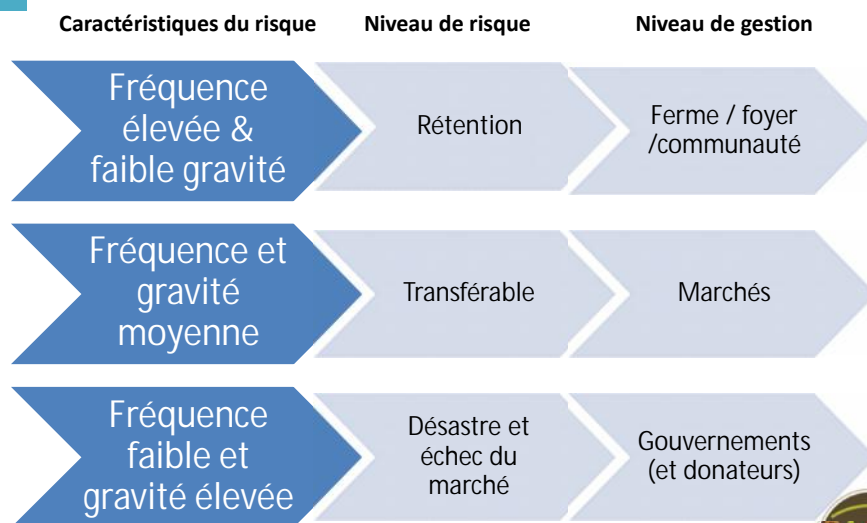 Caractéristiques du risque
Niveau de risque
Niveau de gestion
Fréquence
élevée &
faible gravité
Rétention
Ferme / foyer
/communauté
Fréquence et
gravité
moyenne
Transférable
Marchés
Fréquence
faible et
gravité élevée
Désastre et
échec du
marché
Gouvernements
(et donateurs)